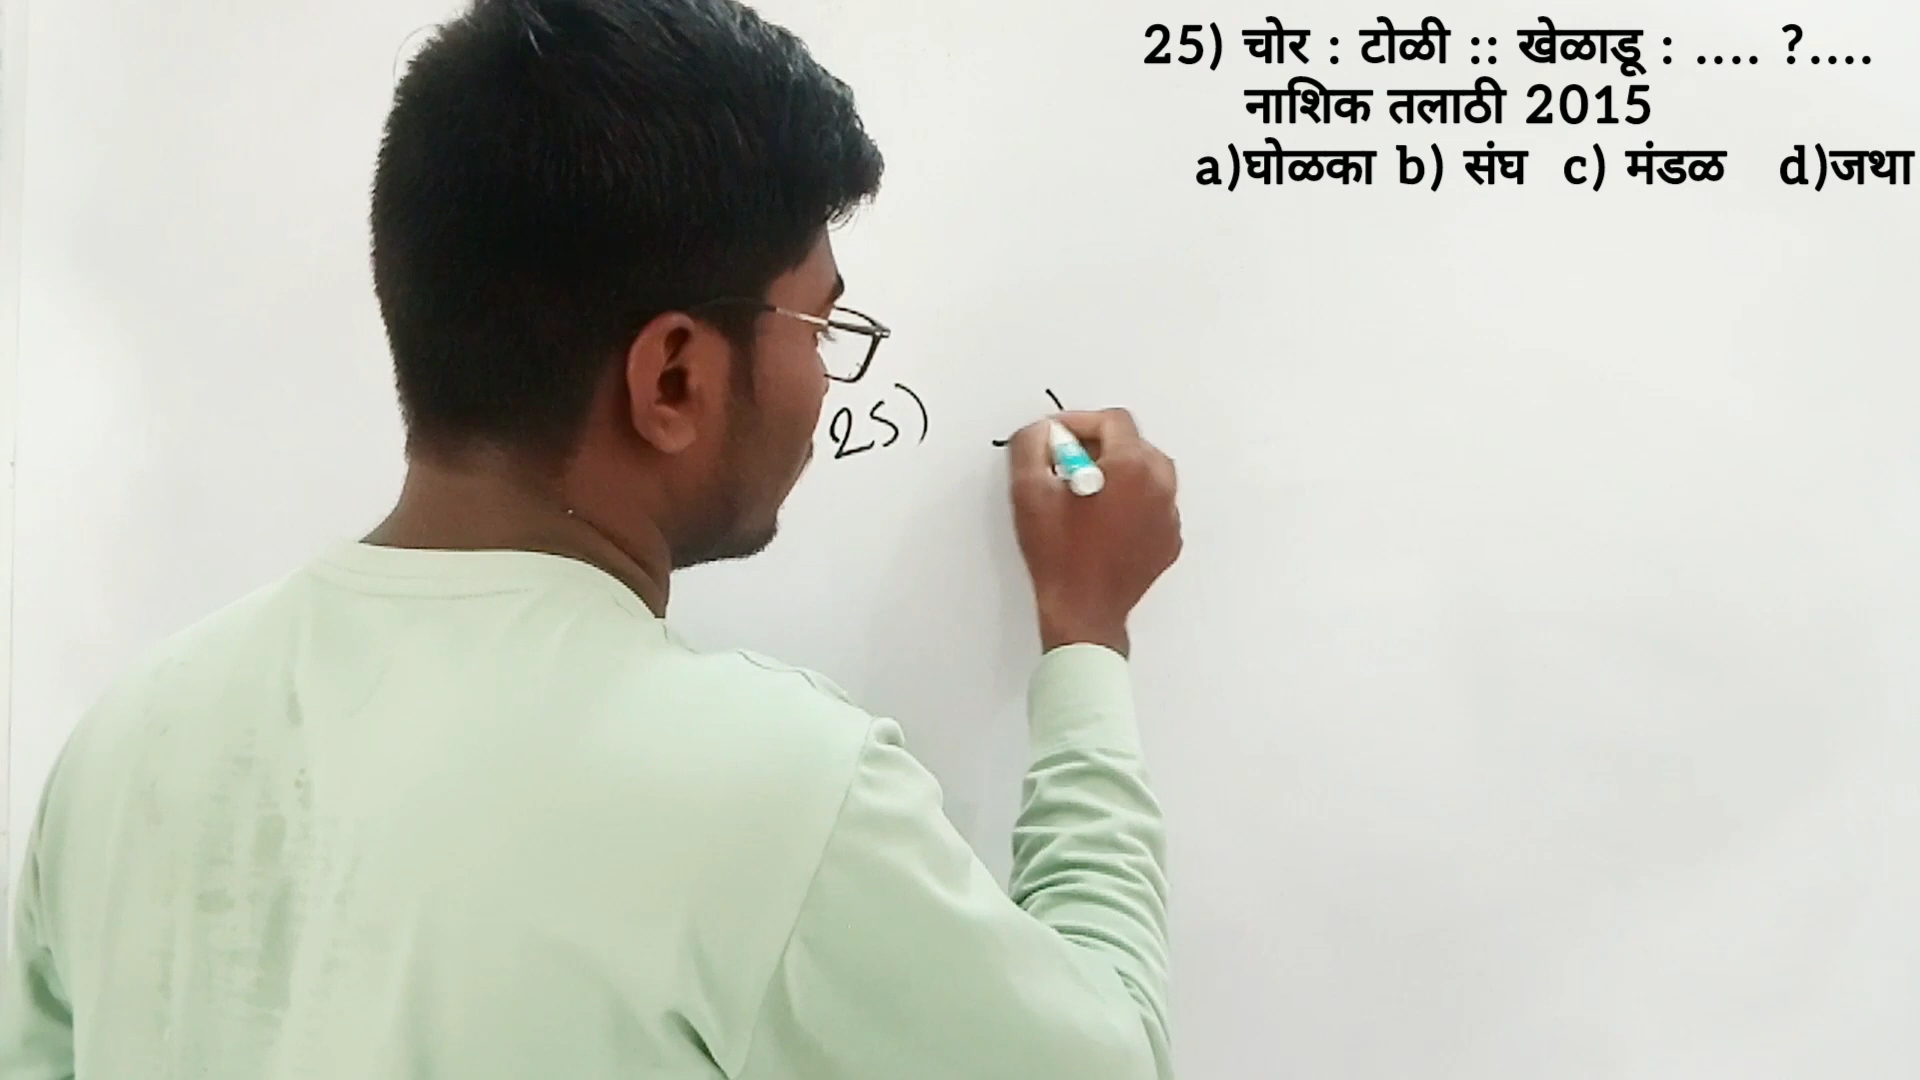 25) चोर : टोळी :: खेळाडू : .... ?....
नाशिक तलाठी 2015
a)घोळका b) संघ c) मंडळ d)जथा
25)